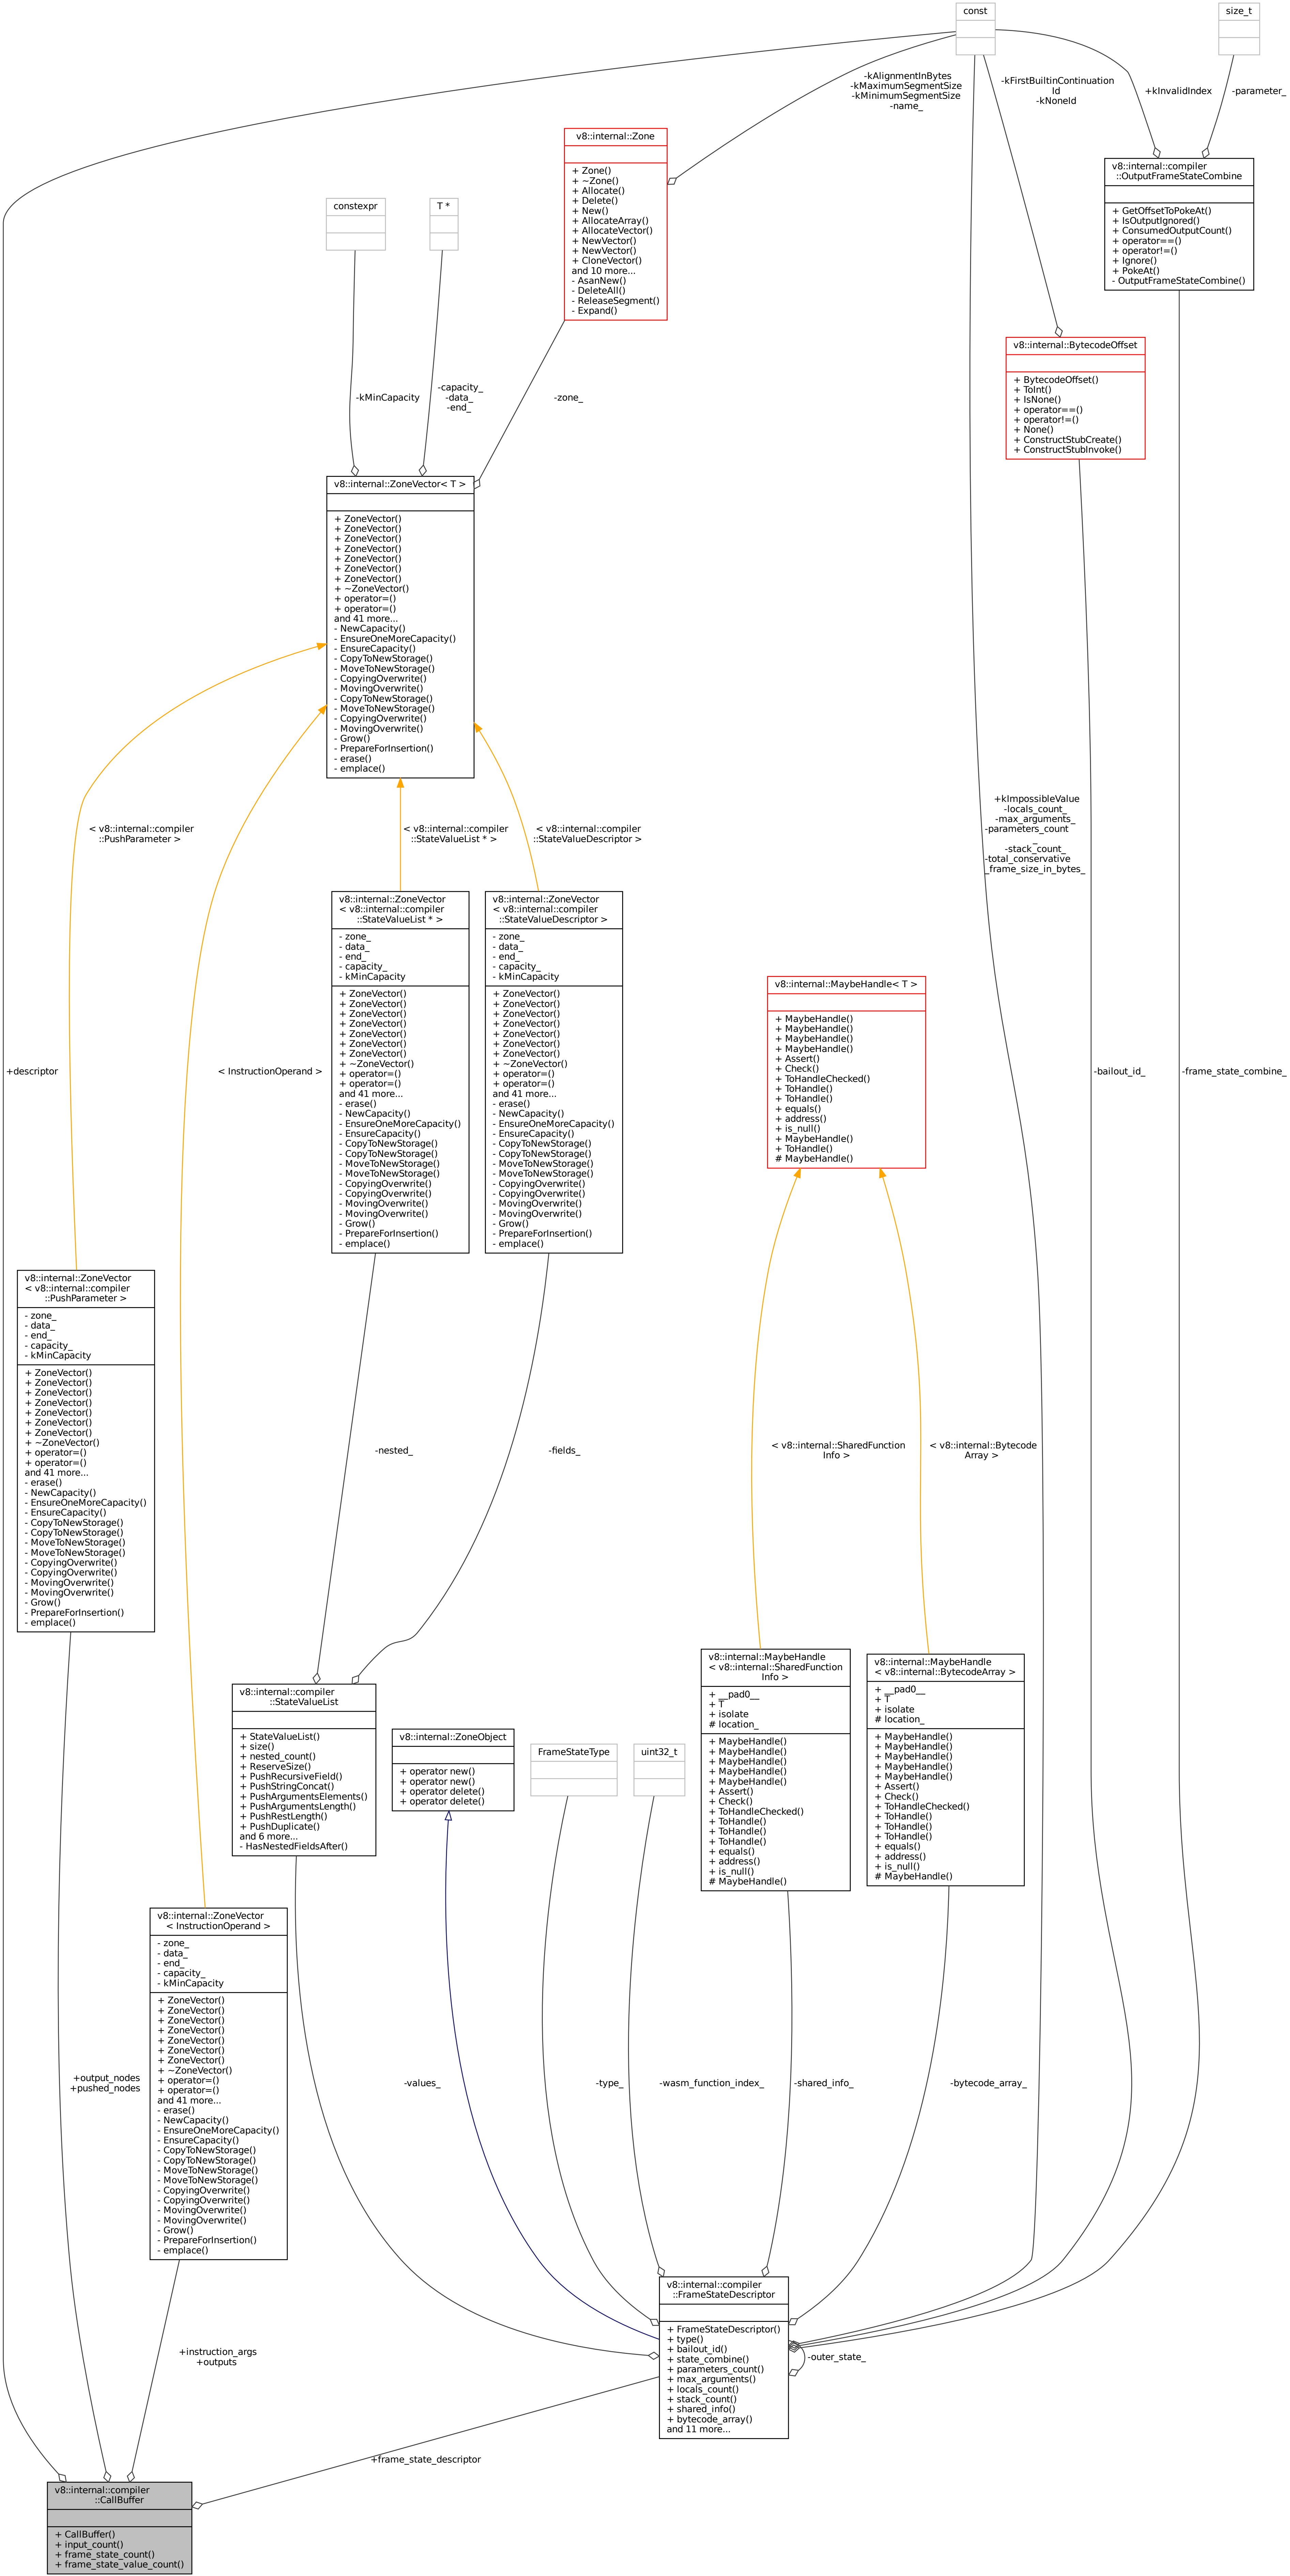 const
size_t
-kAlignmentInBytes
-kMaximumSegmentSize
-kMinimumSegmentSize
-name_
-kFirstBuiltinContinuation
Id
-kNoneId
+kInvalidIndex
-parameter_
v8::internal::Zone
+ Zone()
+ ~Zone()
+ Allocate()
+ Delete()
+ New()
+ AllocateArray()
+ AllocateVector()
+ NewVector()
+ NewVector()
+ CloneVector()
and 10 more...
- AsanNew()
- DeleteAll()
- ReleaseSegment()
- Expand()
v8::internal::compiler
::OutputFrameStateCombine
+ GetOffsetToPokeAt()
+ IsOutputIgnored()
+ ConsumedOutputCount()
+ operator==()
+ operator!=()
+ Ignore()
+ PokeAt()
- OutputFrameStateCombine()
constexpr
T *
v8::internal::BytecodeOffset
+ BytecodeOffset()
+ ToInt()
+ IsNone()
+ operator==()
+ operator!=()
+ None()
+ ConstructStubCreate()
+ ConstructStubInvoke()
-kMinCapacity
-capacity_
-data_
-end_
-zone_
v8::internal::ZoneVector< T >
+ ZoneVector()
+ ZoneVector()
+ ZoneVector()
+ ZoneVector()
+ ZoneVector()
+ ZoneVector()
+ ZoneVector()
+ ~ZoneVector()
+ operator=()
+ operator=()
and 41 more...
- NewCapacity()
- EnsureOneMoreCapacity()
- EnsureCapacity()
- CopyToNewStorage()
- MoveToNewStorage()
- CopyingOverwrite()
- MovingOverwrite()
- CopyToNewStorage()
- MoveToNewStorage()
- CopyingOverwrite()
- MovingOverwrite()
- Grow()
- PrepareForInsertion()
- erase()
- emplace()
< v8::internal::compiler
::PushParameter >
< v8::internal::compiler
::StateValueList * >
< v8::internal::compiler
::StateValueDescriptor >
+kImpossibleValue
-locals_count_
-max_arguments_
-parameters_count
_
-stack_count_
-total_conservative
_frame_size_in_bytes_
+descriptor
< InstructionOperand >
v8::internal::ZoneVector
< v8::internal::compiler
::StateValueList * >
- zone_
- data_
- end_
- capacity_
- kMinCapacity
+ ZoneVector()
+ ZoneVector()
+ ZoneVector()
+ ZoneVector()
+ ZoneVector()
+ ZoneVector()
+ ZoneVector()
+ ~ZoneVector()
+ operator=()
+ operator=()
and 41 more...
- erase()
- NewCapacity()
- EnsureOneMoreCapacity()
- EnsureCapacity()
- CopyToNewStorage()
- CopyToNewStorage()
- MoveToNewStorage()
- MoveToNewStorage()
- CopyingOverwrite()
- CopyingOverwrite()
- MovingOverwrite()
- MovingOverwrite()
- Grow()
- PrepareForInsertion()
- emplace()
v8::internal::ZoneVector
< v8::internal::compiler
::StateValueDescriptor >
- zone_
- data_
- end_
- capacity_
- kMinCapacity
+ ZoneVector()
+ ZoneVector()
+ ZoneVector()
+ ZoneVector()
+ ZoneVector()
+ ZoneVector()
+ ZoneVector()
+ ~ZoneVector()
+ operator=()
+ operator=()
and 41 more...
- erase()
- NewCapacity()
- EnsureOneMoreCapacity()
- EnsureCapacity()
- CopyToNewStorage()
- CopyToNewStorage()
- MoveToNewStorage()
- MoveToNewStorage()
- CopyingOverwrite()
- CopyingOverwrite()
- MovingOverwrite()
- MovingOverwrite()
- Grow()
- PrepareForInsertion()
- emplace()
v8::internal::MaybeHandle< T >
+ MaybeHandle()
+ MaybeHandle()
+ MaybeHandle()
+ MaybeHandle()
+ Assert()
+ Check()
+ ToHandleChecked()
+ ToHandle()
+ ToHandle()
+ equals()
+ address()
+ is_null()
+ MaybeHandle()
+ ToHandle()
# MaybeHandle()
-bailout_id_
-frame_state_combine_
v8::internal::ZoneVector
< v8::internal::compiler
::PushParameter >
- zone_
- data_
- end_
- capacity_
- kMinCapacity
+ ZoneVector()
+ ZoneVector()
+ ZoneVector()
+ ZoneVector()
+ ZoneVector()
+ ZoneVector()
+ ZoneVector()
+ ~ZoneVector()
+ operator=()
+ operator=()
and 41 more...
- erase()
- NewCapacity()
- EnsureOneMoreCapacity()
- EnsureCapacity()
- CopyToNewStorage()
- CopyToNewStorage()
- MoveToNewStorage()
- MoveToNewStorage()
- CopyingOverwrite()
- CopyingOverwrite()
- MovingOverwrite()
- MovingOverwrite()
- Grow()
- PrepareForInsertion()
- emplace()
-nested_
-fields_
< v8::internal::SharedFunction
Info >
< v8::internal::Bytecode
Array >
v8::internal::compiler
::StateValueList
+ StateValueList()
+ size()
+ nested_count()
+ ReserveSize()
+ PushRecursiveField()
+ PushStringConcat()
+ PushArgumentsElements()
+ PushArgumentsLength()
+ PushRestLength()
+ PushDuplicate()
and 6 more...
- HasNestedFieldsAfter()
v8::internal::ZoneObject
+ operator new()
+ operator new()
+ operator delete()
+ operator delete()
FrameStateType
uint32_t
v8::internal::MaybeHandle
< v8::internal::SharedFunction
Info >
+ __pad0__
+ T
+ isolate
# location_
+ MaybeHandle()
+ MaybeHandle()
+ MaybeHandle()
+ MaybeHandle()
+ MaybeHandle()
+ Assert()
+ Check()
+ ToHandleChecked()
+ ToHandle()
+ ToHandle()
+ ToHandle()
+ equals()
+ address()
+ is_null()
# MaybeHandle()
v8::internal::MaybeHandle
< v8::internal::BytecodeArray >
+ __pad0__
+ T
+ isolate
# location_
+ MaybeHandle()
+ MaybeHandle()
+ MaybeHandle()
+ MaybeHandle()
+ MaybeHandle()
+ Assert()
+ Check()
+ ToHandleChecked()
+ ToHandle()
+ ToHandle()
+ ToHandle()
+ equals()
+ address()
+ is_null()
# MaybeHandle()
v8::internal::ZoneVector
< InstructionOperand >
- zone_
- data_
- end_
- capacity_
- kMinCapacity
+ ZoneVector()
+ ZoneVector()
+ ZoneVector()
+ ZoneVector()
+ ZoneVector()
+ ZoneVector()
+ ZoneVector()
+ ~ZoneVector()
+ operator=()
+ operator=()
and 41 more...
- erase()
- NewCapacity()
- EnsureOneMoreCapacity()
- EnsureCapacity()
- CopyToNewStorage()
- CopyToNewStorage()
- MoveToNewStorage()
- MoveToNewStorage()
- CopyingOverwrite()
- CopyingOverwrite()
- MovingOverwrite()
- MovingOverwrite()
- Grow()
- PrepareForInsertion()
- emplace()
+output_nodes
+pushed_nodes
-values_
-type_
-wasm_function_index_
-shared_info_
-bytecode_array_
v8::internal::compiler
::FrameStateDescriptor
+ FrameStateDescriptor()
+ type()
+ bailout_id()
+ state_combine()
+ parameters_count()
+ max_arguments()
+ locals_count()
+ stack_count()
+ shared_info()
+ bytecode_array()
and 11 more...
-outer_state_
+instruction_args
+outputs
+frame_state_descriptor
v8::internal::compiler
::CallBuffer
+ CallBuffer()
+ input_count()
+ frame_state_count()
+ frame_state_value_count()